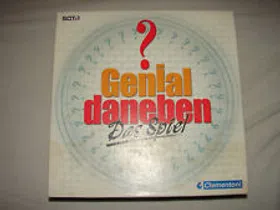 SAT.1
?
Genial
daneben
Das Spiel
Clementoni